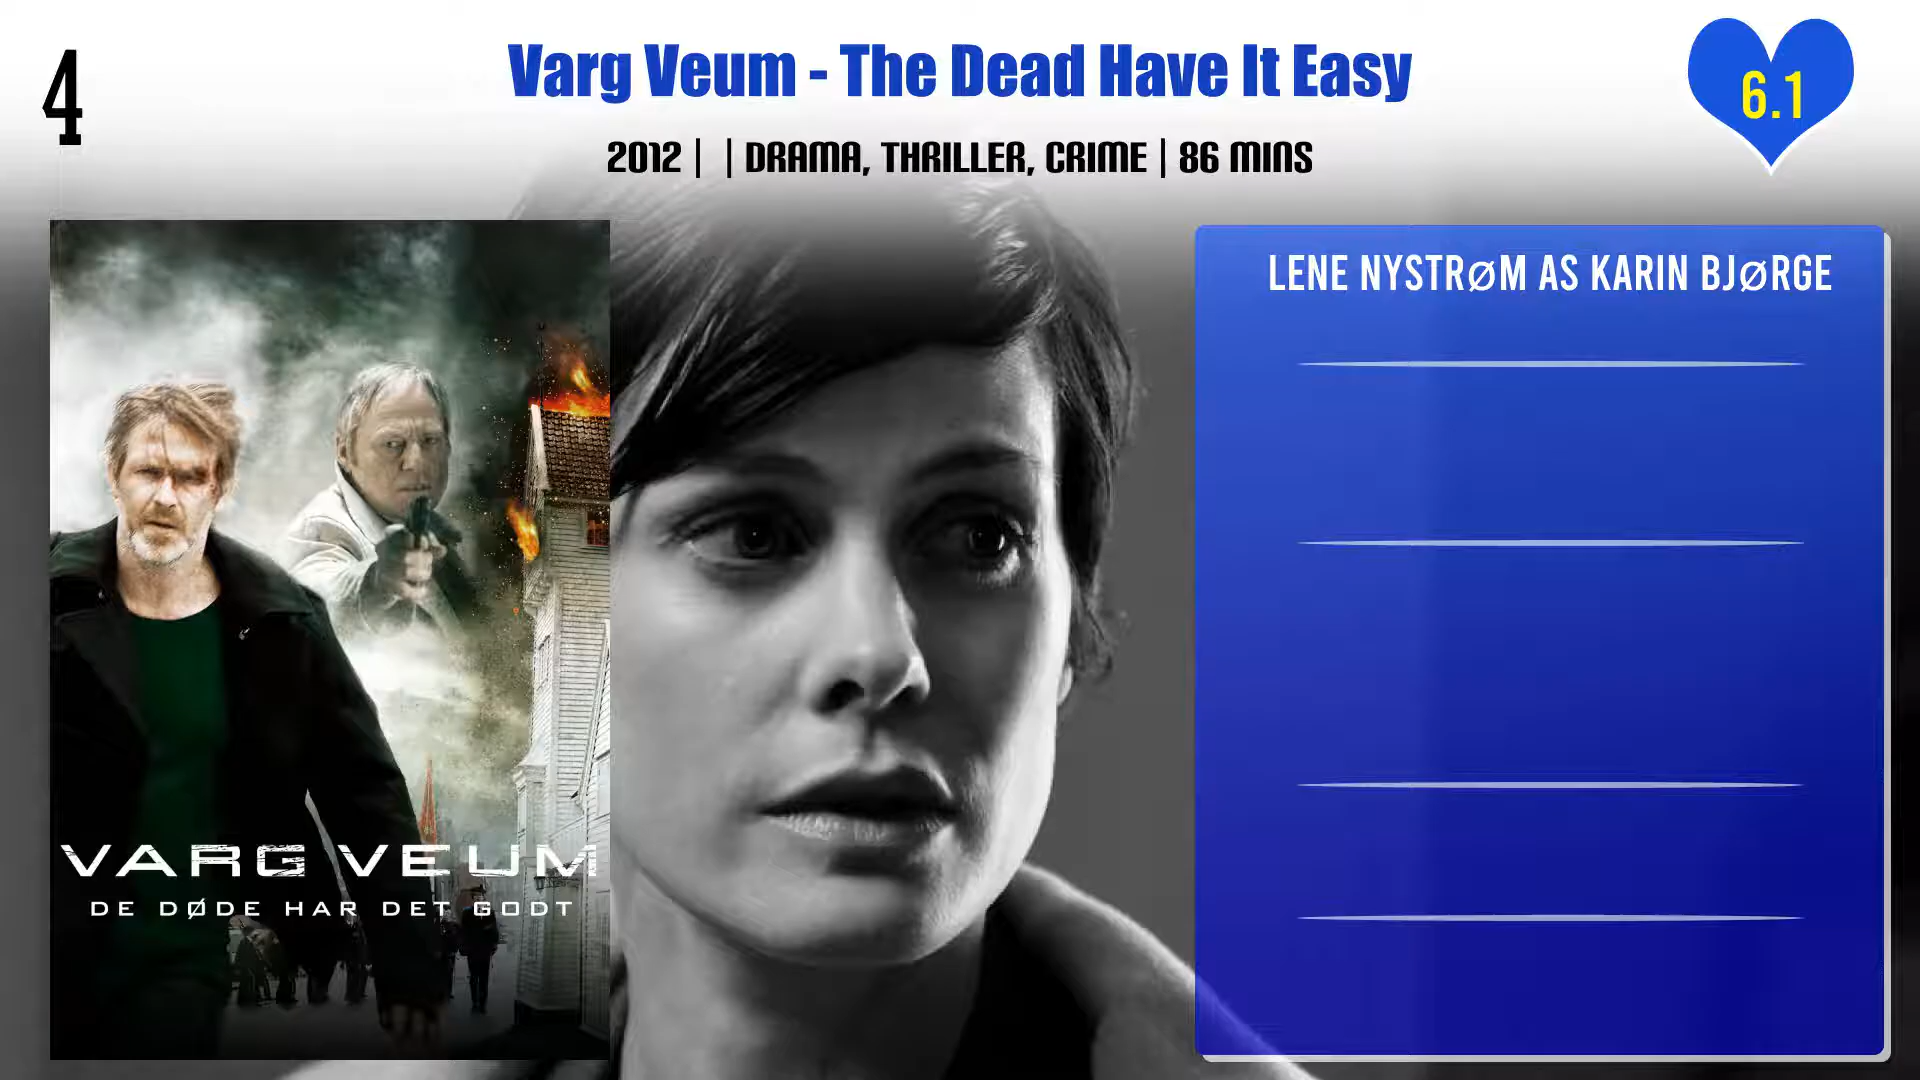 4
Varg Veum - The Dead Have It Easy
6.1
2012 | | DRAMA, THRILLER, CRIME | 86 MINS
LENE NYSTRØM AS KARIN BJØRGE
VARG VEUM
DE DØDE HAR DET GODT